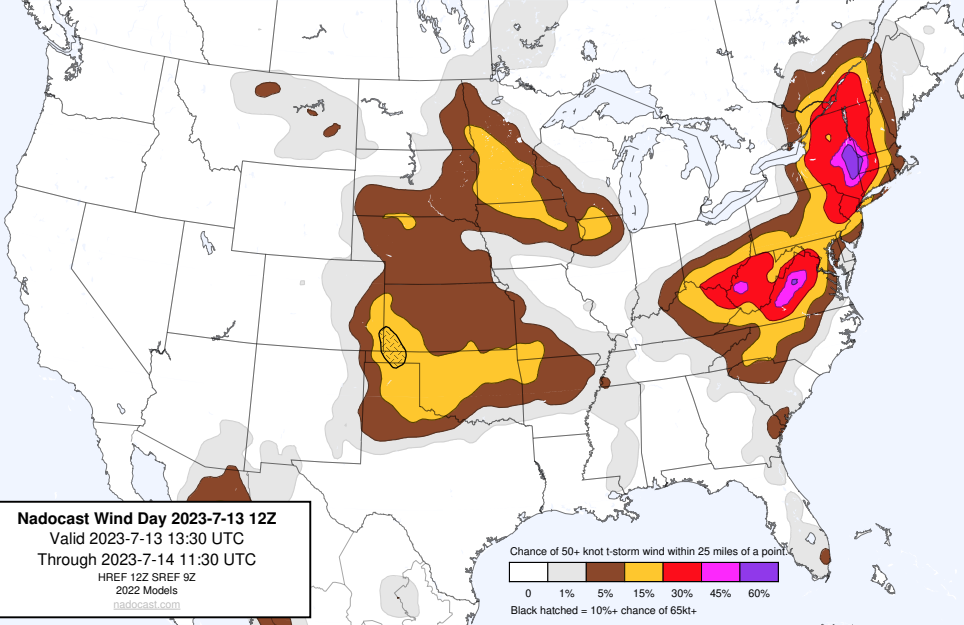 Nadocast Wind Day 2023-7-13 12Z
Valid 2023-7-13 13:30 UTC
Through 2023-7-14 11:30 UTC
HREF 12Z SREF 9Z
2022 Models
nadocast.com
Chance of 50+ knot t-storm wind within 25 miles of a point.
0 1% 5% 15% 30% 45% 60%
Black hatched = 10%+ chance of 65kt+